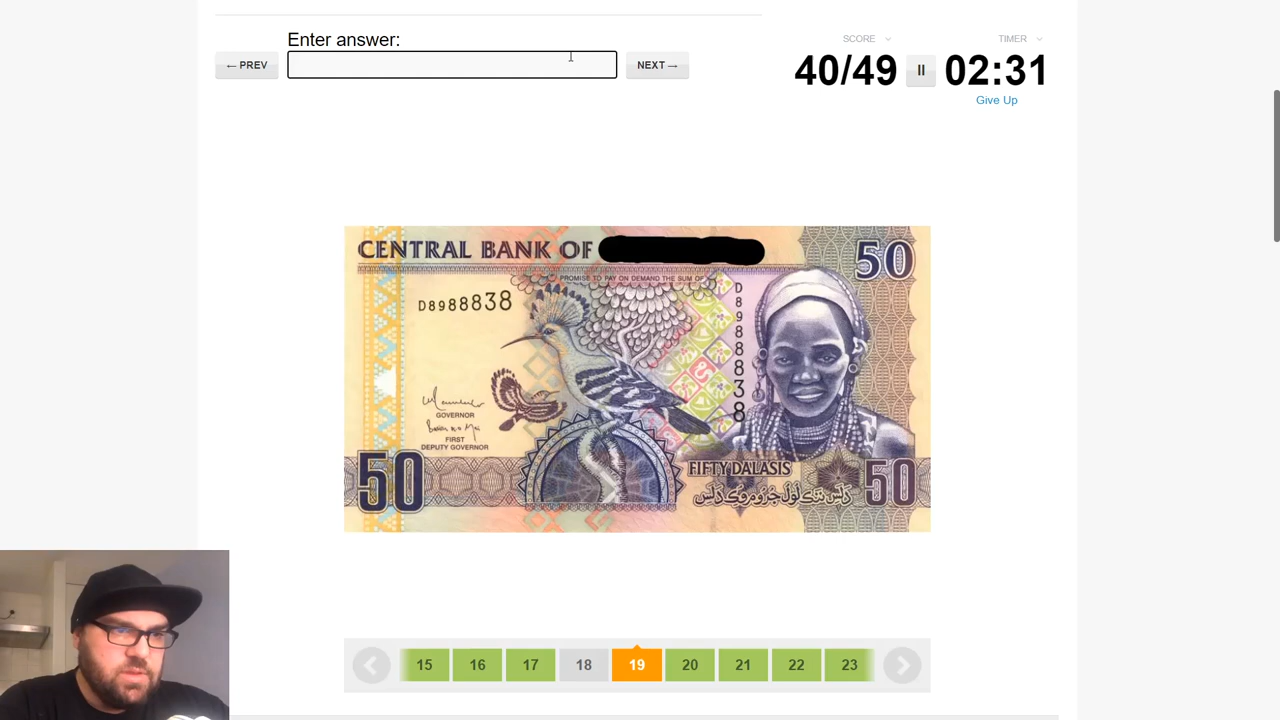 Enter answer:
← PREV
NEXT →
SCORE
40/49
TIMER
02:31
Give Up
CENTRAL BANK OF
50
PROMISE TO PAY ON DEMAND THE SUM OF
D8988838
D8988838
GOVERNOR
FIRST
DEPUTY GOVERNOR
50
FIFTY DALASIS
50
15
16
17
18
19
20
21
22
23